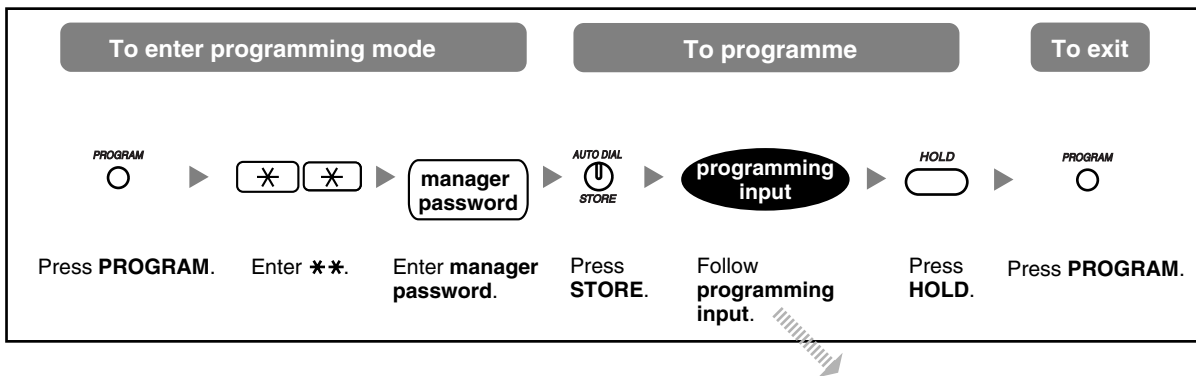 To enter programming mode
To programme
To exit
PROGRAM
manager
password
AUTO DIAL
STORE
programming
input
HOLD
PROGRAM
Press PROGRAM.
Enter ✱✱.
Enter manager
password.
Press
STORE.
Follow
programming
input.
Press
HOLD.
Press PROGRAM.